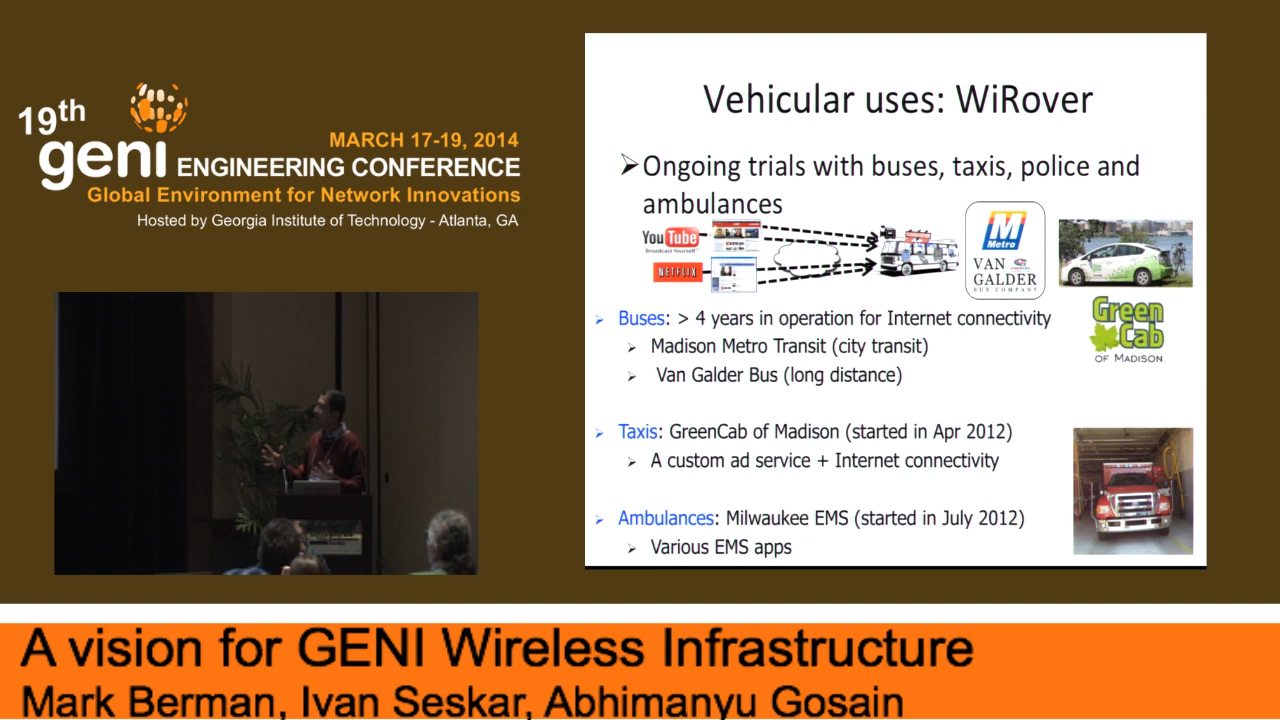 19th
geni ENGINEERING CONFERENCE
MARCH 17-19, 2014
Global Environment for Network Innovations
Hosted by Georgia Institute of Technology - Atlanta, GA
Vehicular uses: WiRover
➢Ongoing trials with buses, taxis, police and
ambulances
YouTube
Broadcast Yourself
NETFLIX
Metro
VAN
GALDER
BUS COMPANY
Green
Cab
OF MADISON
➢ Buses: > 4 years in operation for Internet connectivity
➢ Madison Metro Transit (city transit)
➢ Van Galder Bus (long distance)
➢ Taxis: GreenCab of Madison (started in Apr 2012)
➢ A custom ad service + Internet connectivity
➢ Ambulances: Milwaukee EMS (started in July 2012)
➢ Various EMS apps
A vision for GENI Wireless Infrastructure
Mark Berman, Ivan Seskar, Abhimanyu Gosain